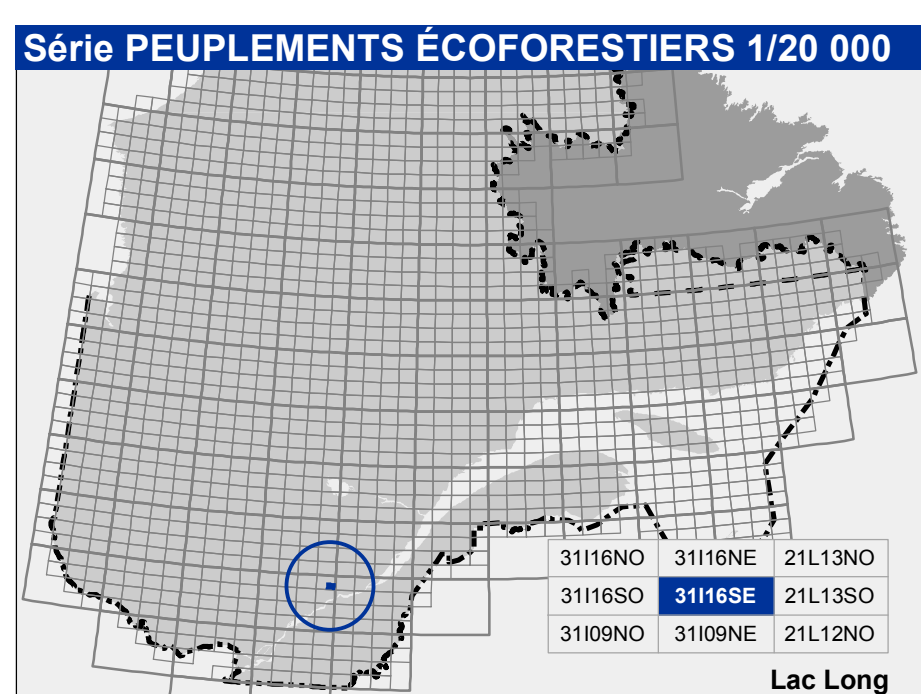 Série PEUPLEMENTS ÉCOFORESTIERS 1/20 000
31I16NO 31I16NE 21L13NO
31I16SO 31I16SE 21L13SO
31I09NO 31I09NE 21L12NO
Lac Long